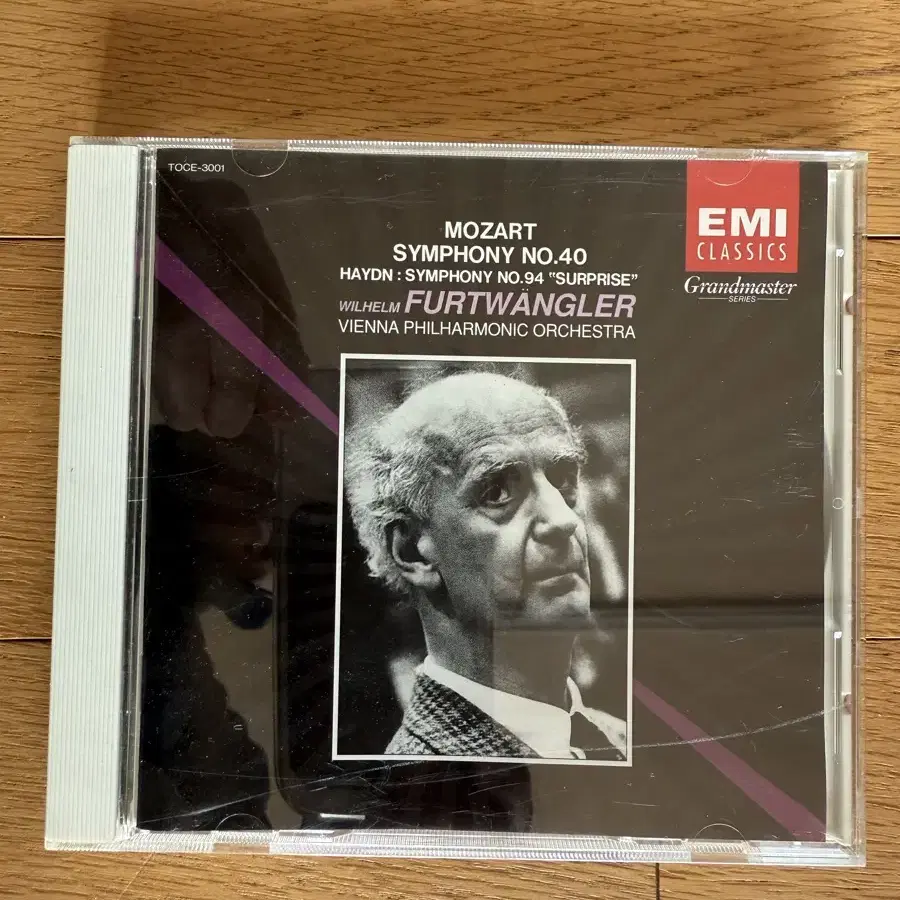 TOCE-3001
MOZART
SYMPHONY NO.40
HAYDN : SYMPHONY NO.94 "SURPRISE"
WILHELM FURTWÄNGLER
VIENNA PHILHARMONIC ORCHESTRA
EMI
CLASSICS
Grandmaster
SERIES